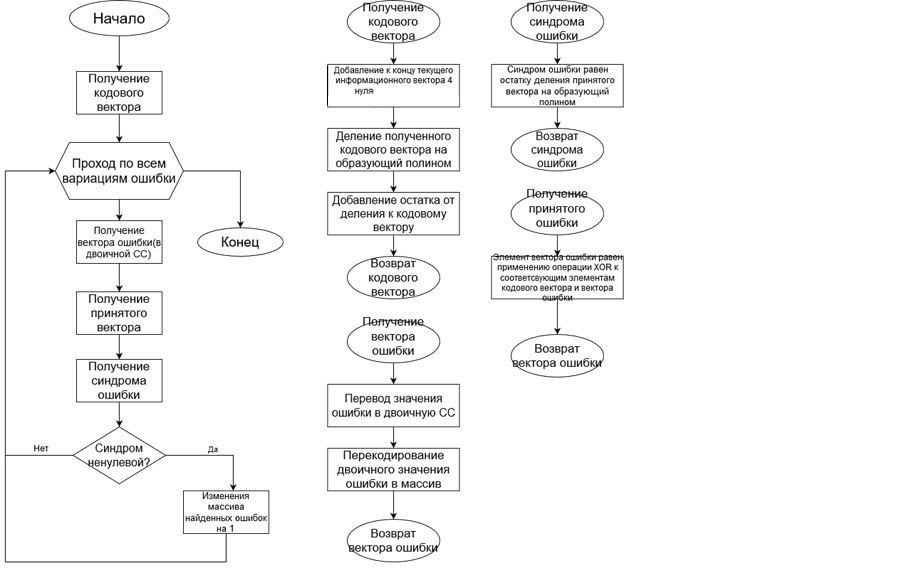 Начало
Получение
кодового
вектора
Проход по всем
вариациям ошибки
Конец
Получение
вектора ошибки(в
двоичной СС)
Получение
принятого
вектора
Получение
синдрома
ошибки
Синдром
ненулевой?
Нет
Да
Изменения
массива
найденных ошибок
на 1
Получение
кодового
вектора
Добавление к концу текущего
информационного вектора 4
нуля
Деление полученного
кодового вектора на
образующий полином
Добавление остатка от
деления к кодовому
вектору
Возврат
кодового
вектора
Получение
вектора
ошибки
Перевод значения
ошибки в двоичную СС
Перекодирование
двоичного значения
ошибки в массив
Возврат
вектора ошибки
Получение
синдрома
ошибки
Синдром ошибки равен
остатку деления принятого
вектора на образующий
полином
Возврат
синдрома
ошибки
Получение
принятого
ошибки
Элемент вектора ошибки равен
применению операции XOR к
соответсвующим элементам
кодового вектора и вектора
ошибки
Возврат
вектора ошибки